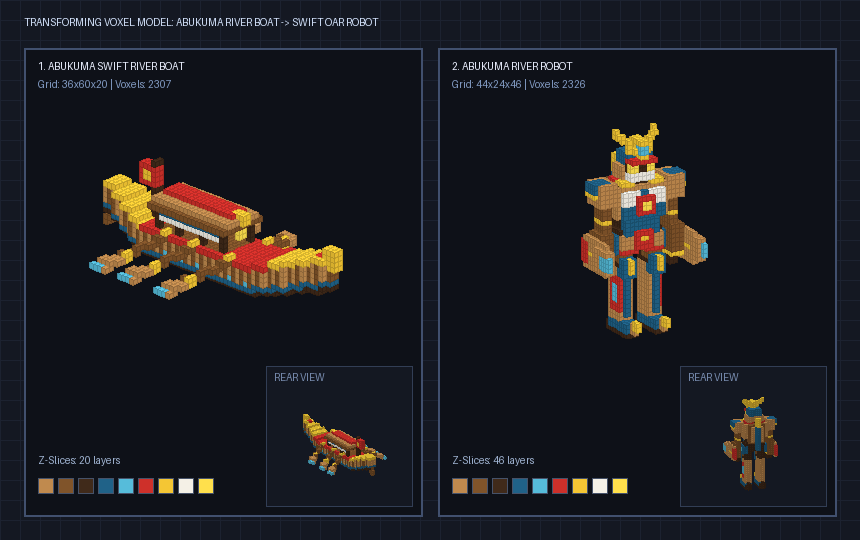 TRANSFORMING VOXEL MODEL: ABUKUMA RIVER BOAT -> SWIFT OAR ROBOT
1. ABUKUMA SWIFT RIVER BOAT
Grid: 36x60x20 | Voxels: 2307
REAR VIEW
Z-Slices: 20 layers
2. ABUKUMA RIVER ROBOT
Grid: 44x24x46 | Voxels: 2326
REAR VIEW
Z-Slices: 46 layers